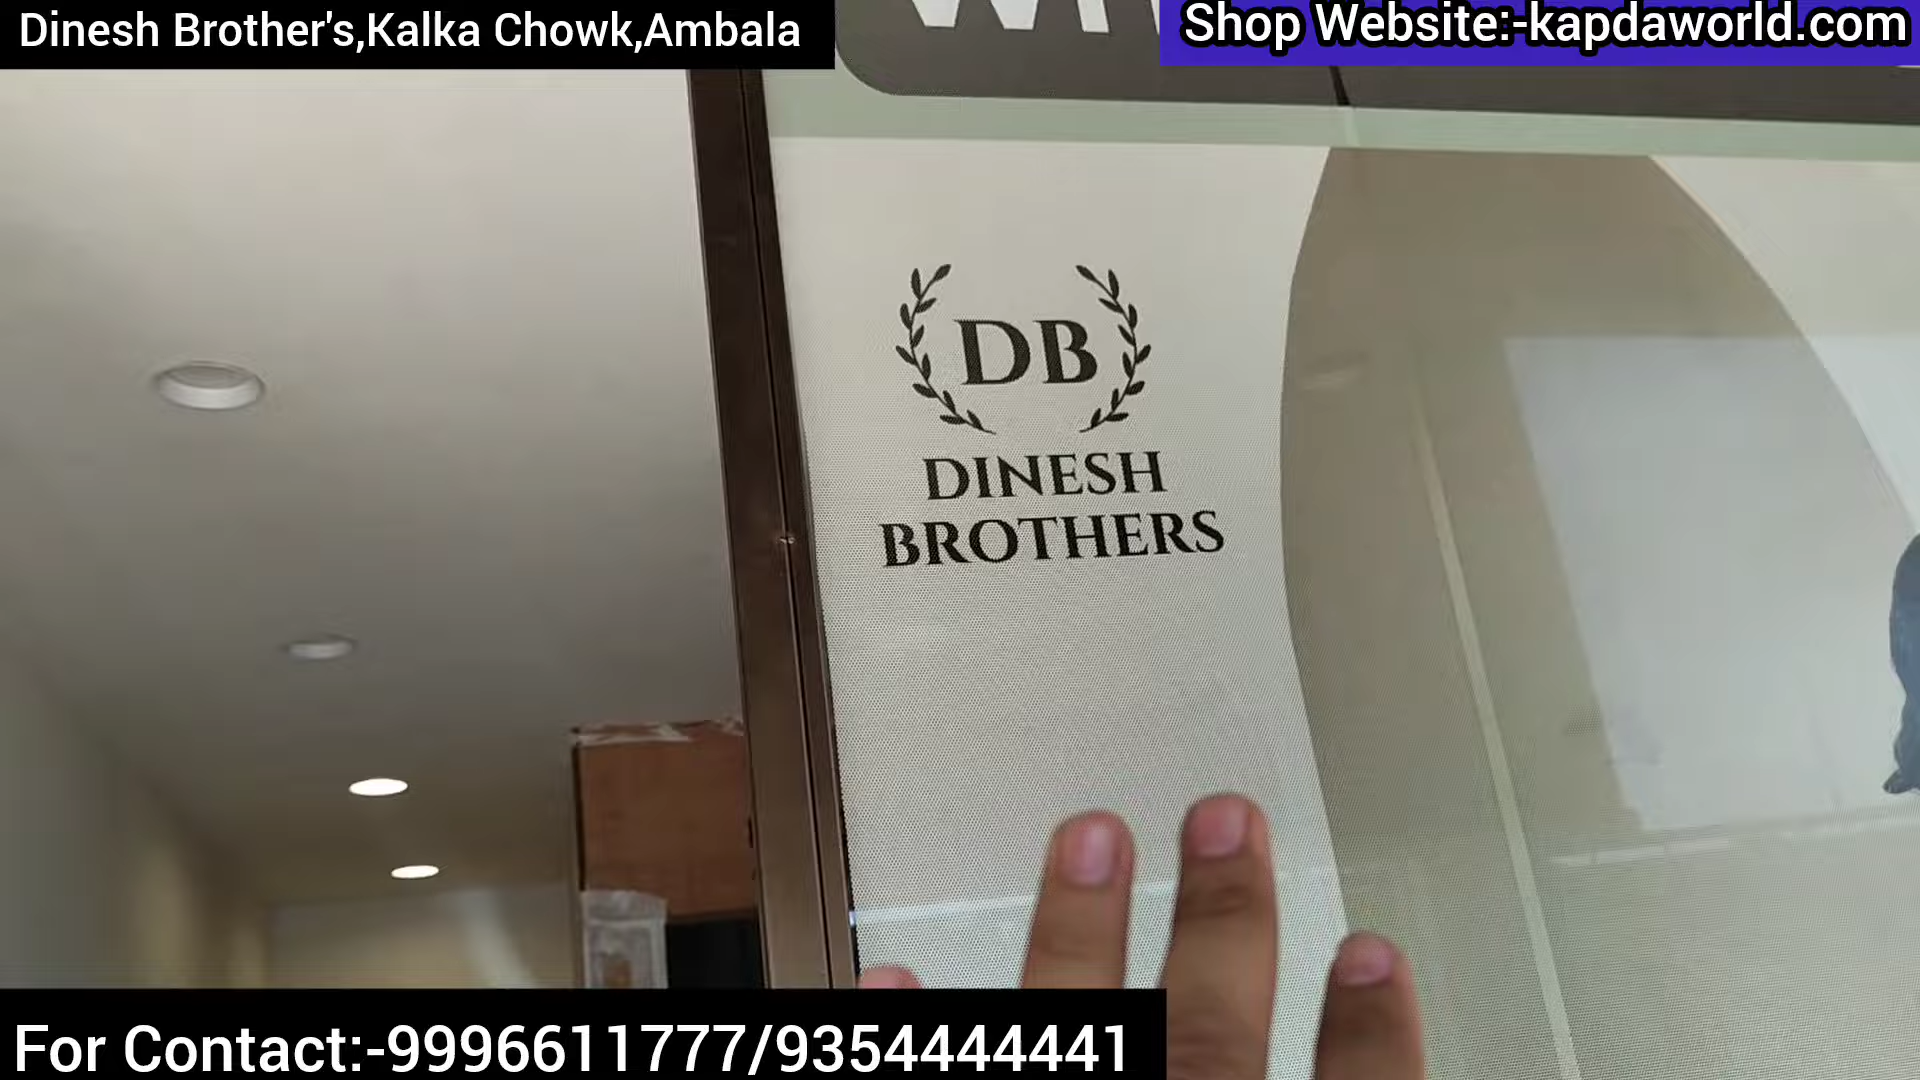 Dinesh Brother's,Kalka Chowk,Ambala
Shop Website:-kapdaworld.com
DB
DINESH
BROTHERS
For Contact:-9996611777/9354444441